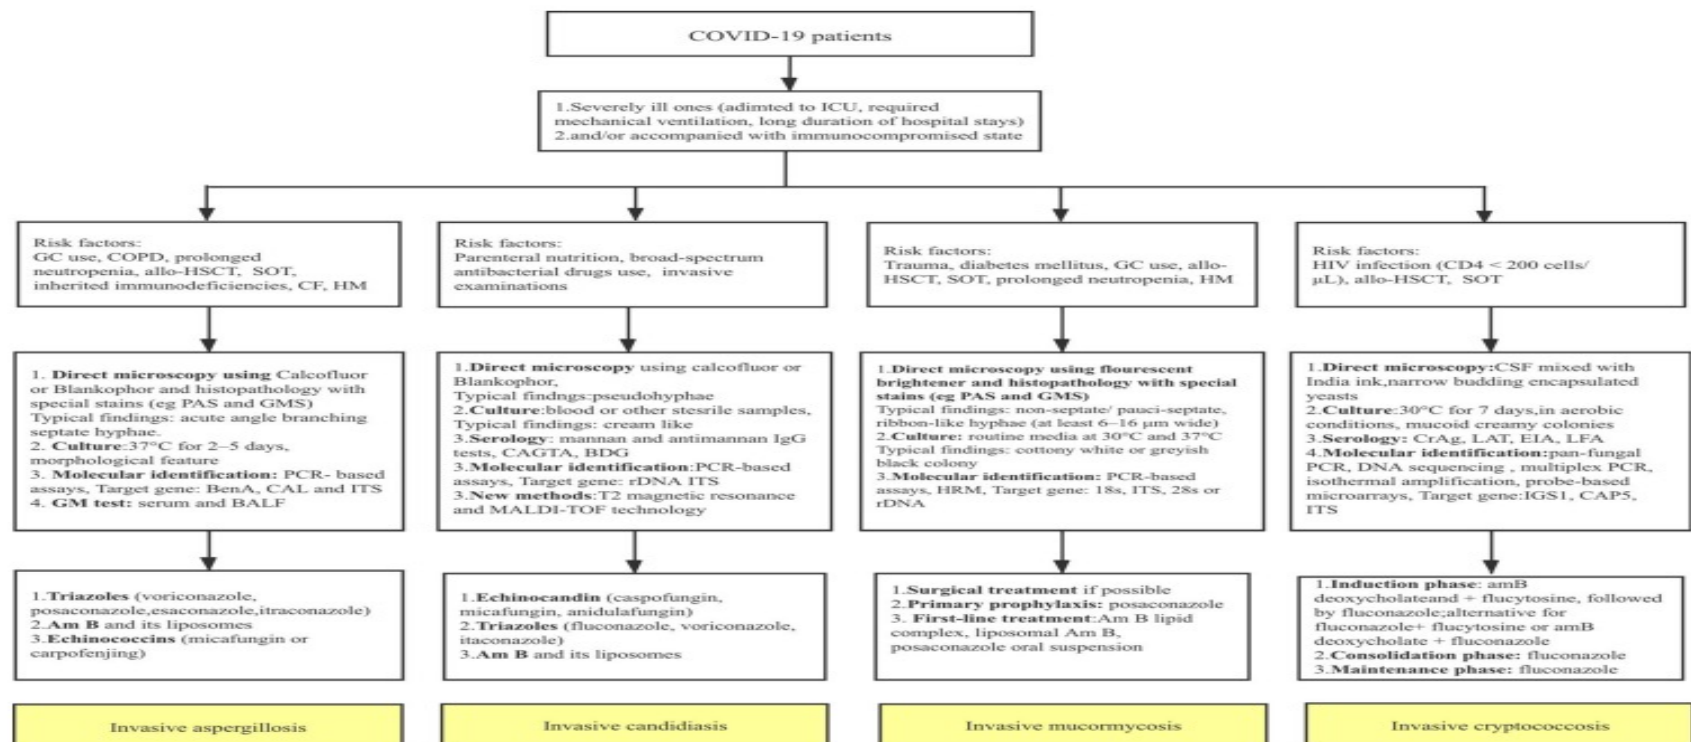 COVID-19 patients
1.Severely ill ones (adimted to ICU, required
mechanical ventilation, long duration of hospital stays)
2.and/or accompanied with immunocompromised state
Risk factors:
GC use, COPD, prolonged
neutropenia, allo-HSCT, SOT,
inherited immunodeficiencies, CF, HM
Risk factors:
Parenteral nutrition, broad-spectrum
antibacterial drugs use, invasive
examinations
Risk factors:
Trauma, diabetes mellitus, GC use, allo-
HSCT, SOT, prolonged neutropenia, HM
Risk factors:
HIV infection (CD4 < 200 cells/
μL), allo-HSCT, SOT
1. Direct microscopy using Calcofluor
or Blankophor and histopathology with
special stains (eg PAS and GMS)
Typical findings: acute angle branching
septate hyphae.
2. Culture:37°C for 2–5 days,
morphological feature
3. Molecular identification: PCR- based
assays, Target gene: BenA, CAL and ITS
4. GM test: serum and BALF
1.Direct microscopy using calcofluor or
Blankophor,
Typical findngs:pseudohyphae
2.Culture:blood or other stesrile samples,
Typical findings: cream like
3.Serology: mannan and antimannan IgG
tests, CAGTA, BDG
3.Molecular identification:PCR-based
assays, Target gene: rDNA ITS
3.New methods:T2 magnetic resonance
and MALDI-TOF technology
1.Direct microscopy using flourescent
brightener and histopathology with special
stains (eg PAS and GMS)
Typical findings: non-septate/ pauci-septate,
ribbon-like hyphae (at least 6–16 μm wide)
2.Culture: routine media at 30°C and 37°C
Typical findings: cottony white or greyish
black colony
3.Molecular identification: PCR-based
assays, HRM, Target gene: 18s, ITS, 28s or
rDNA
1.Direct microscopy:CSF mixed with
India ink,narrow budding encapsulated
yeasts
2.Culture:30°C for 7 days,in aerobic
conditions, mucoid creamy colonies
3.Serology: CrAg, LAT, EIA, LFA
4.Molecular identification:pan-fungal
PCR, DNA sequencing , multiplex PCR,
isothermal amplification, probe-based
microarrays, Target gene:IGS1, CAP5,
ITS
1.Triazoles (voriconazole,
posaconazole,esaconazole,itraconazole)
2.Am B and its liposomes
3.Echinococcins (micafungin or
carpofenjing)
1.Echinocandin (caspofungin,
micafungin, anidulafungin)
2.Triazoles (fluconazole, voriconazole,
itaconazole)
3.Am B and its liposomes
1.Surgical treatment if possible
2.Primary prophylaxis: posaconazole
3. First-line treatment:Am B lipid
complex, liposomal Am B,
posaconazole oral suspension
1.Induction phase: amB
deoxycholateand + flucytosine, followed
by fluconazole;alternative for
fluconazole+ flucytosine or amB
deoxycholate + fluconazole
2.Consolidation phase: fluconazole
3.Maintenance phase: fluconazole
Invasive aspergillosis
Invasive candidiasis
Invasive mucormycosis
Invasive cryptococcosis